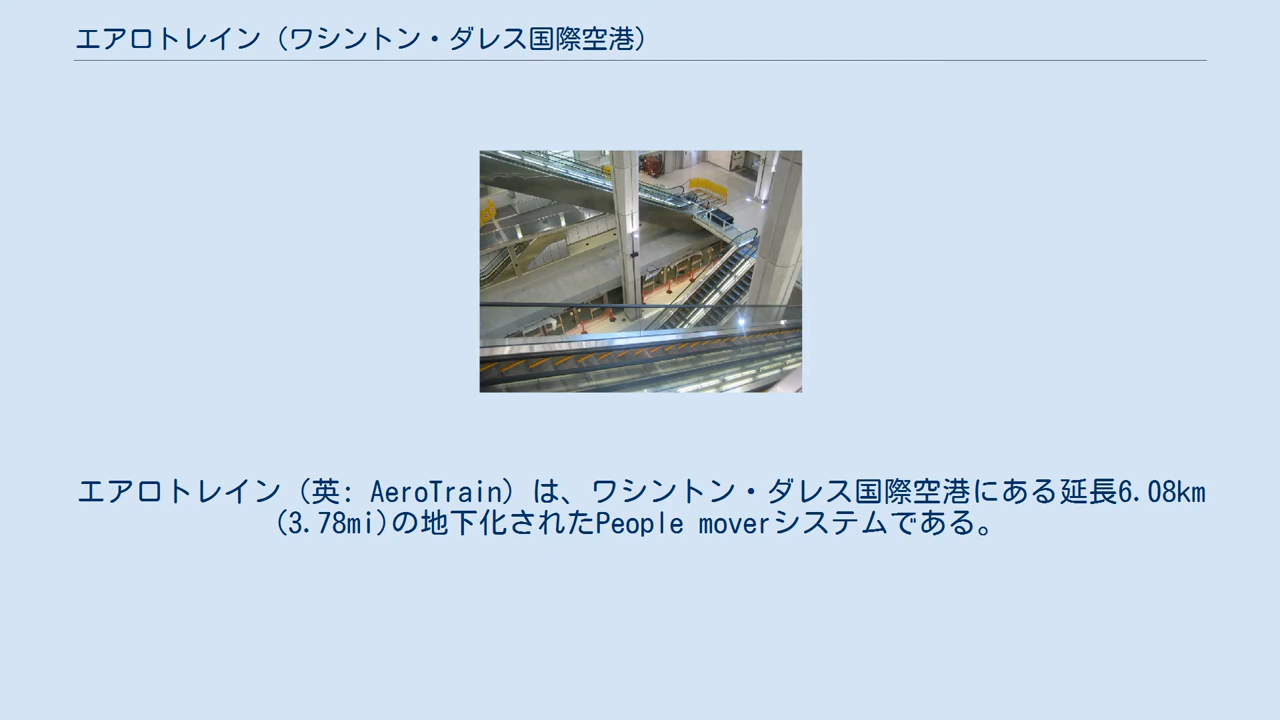 エアロトレイン（ワシントン・ダレス国際空港）
エアロトレイン（英: AeroTrain）は、ワシントン・ダレス国際空港にある延長6.08km
(3.78mi)の地下化されたPeople moverシステムである。